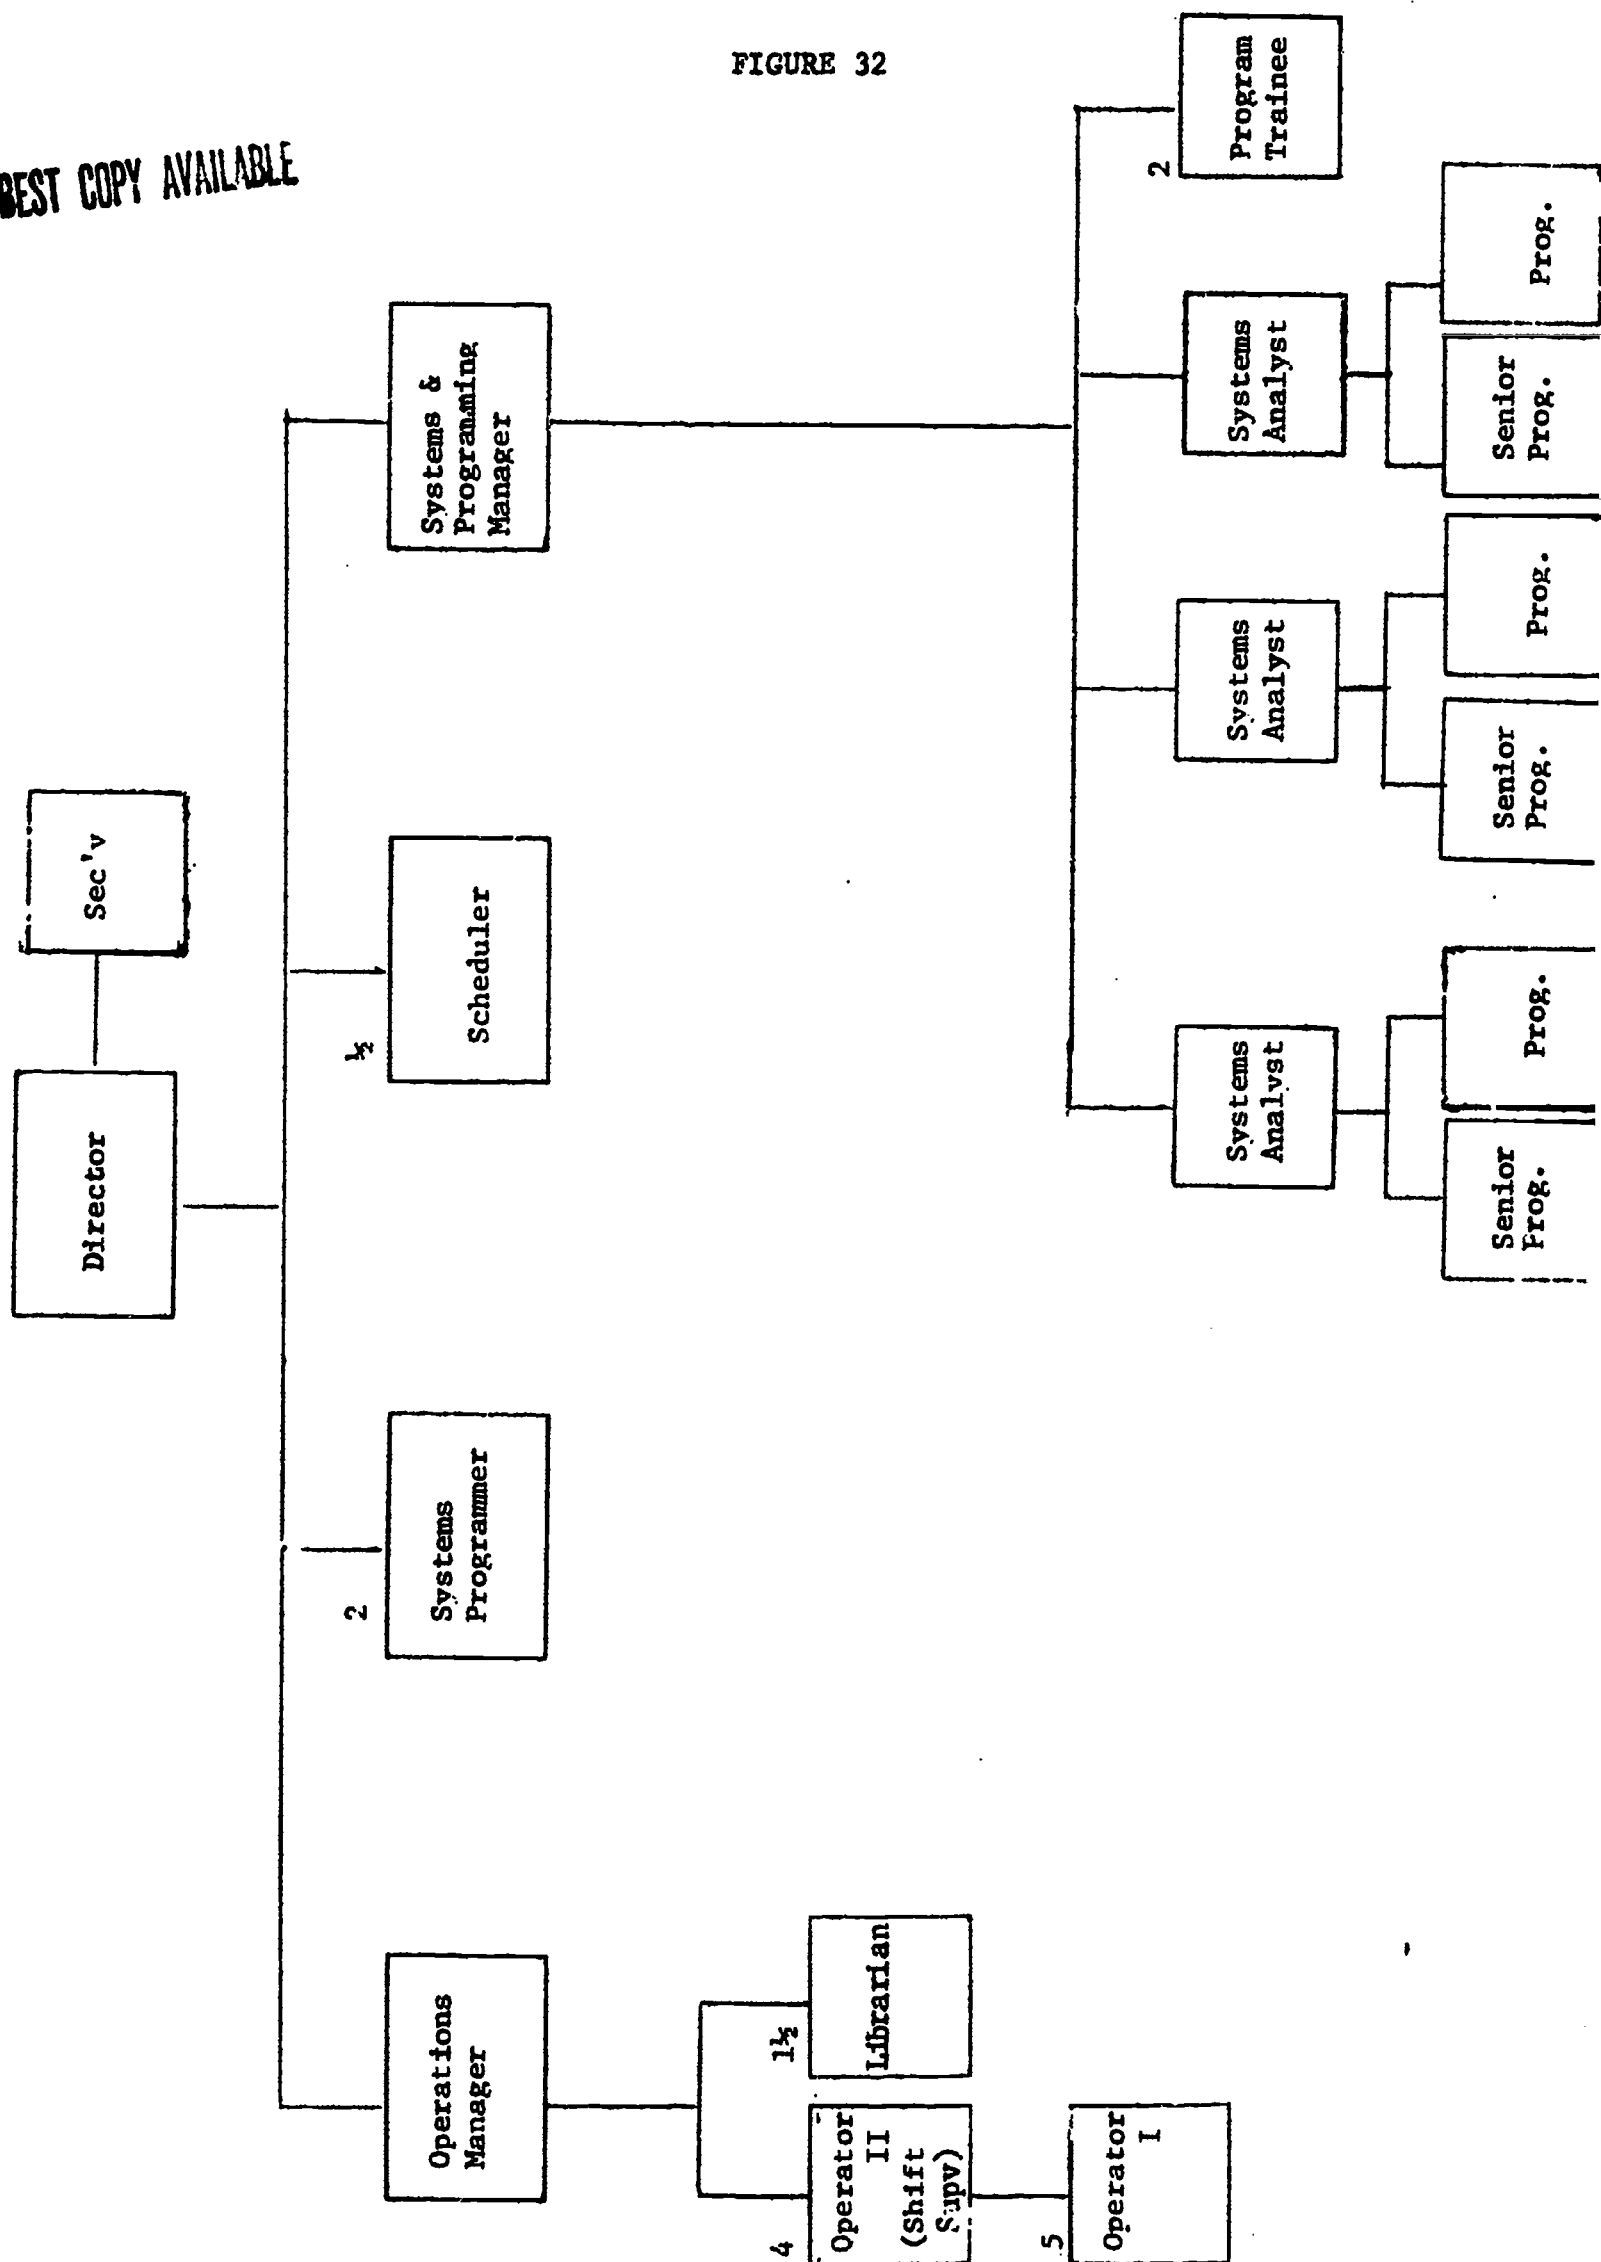 FIGURE 32
BEST COPY AVAILABLE
Director
Sec'v
Operations
Manager
2
Systems
Programmer
½
Scheduler
Systems &
Programming
Manager
4
Operator
II
(Shift
Supv)
1½
Librarian
5
Operator
I
Systems
Analyst
Systems
Analyst
Systems
Analyst
2
Program
Trainee
Senior
Prog.
Prog.
Senior
Prog.
Prog.
Senior
Prog.
Prog.